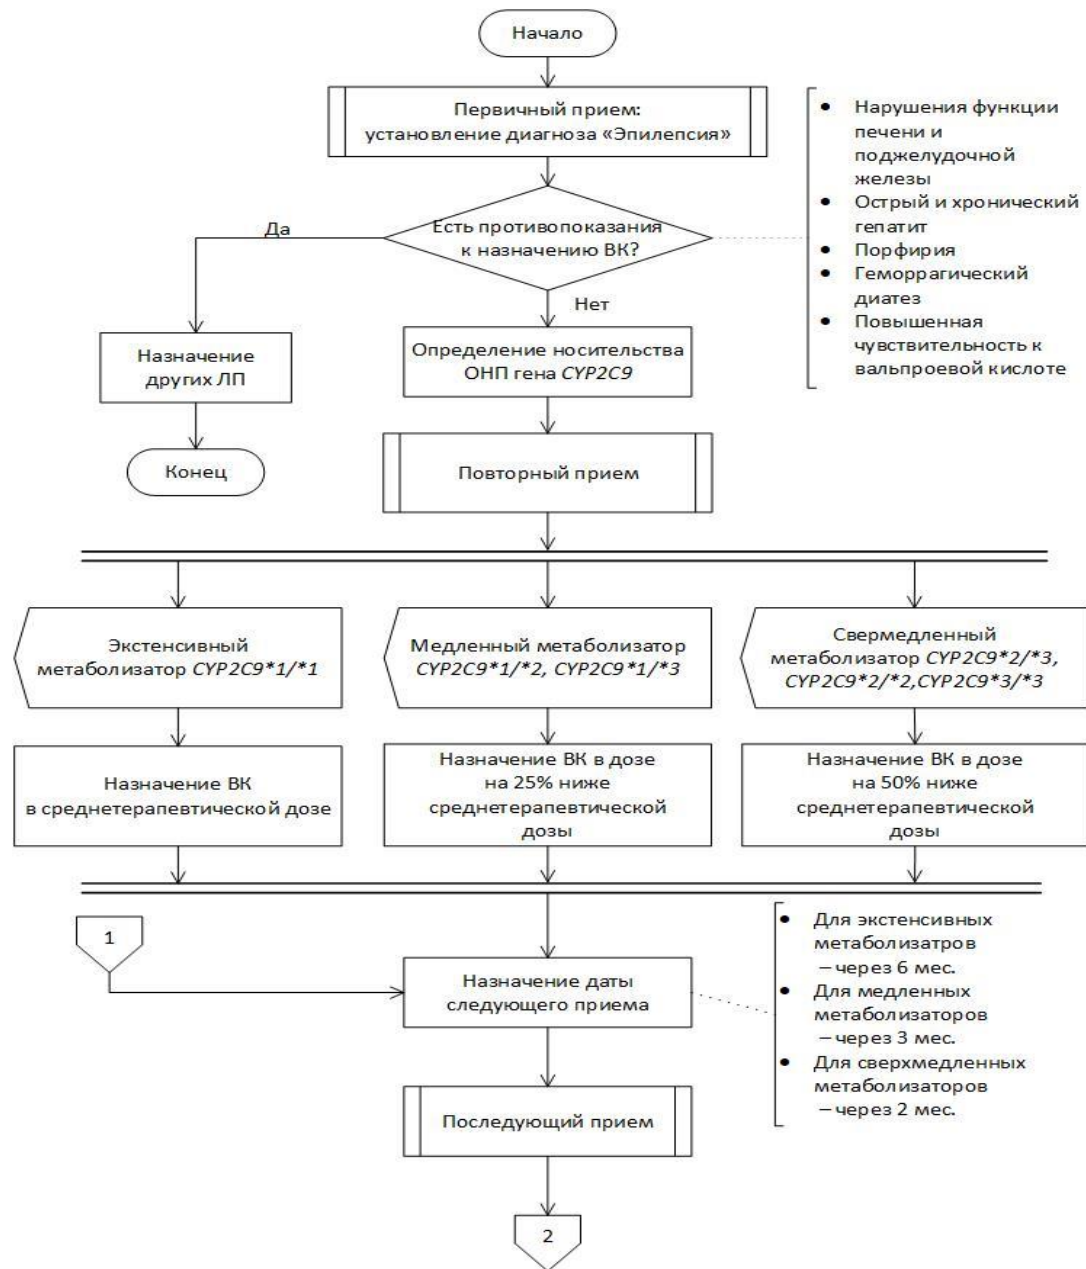 Начало
Первичный прием:
установление диагноза «Эпилепсия»
● Нарушения функции
печени и
поджелудочной
железы
● Острый и хронический
гепатит
● Порфирия
● Геморрагический
диатез
● Повышенная
чувствительность к
вальпроевой кислоте
Есть противопоказания
к назначению ВК?
Да
Нет
Назначение
других ЛП
Конец
Определение носительства
ОНП гена CYP2C9
Повторный прием
Экстенсивный
метаболизатор CYP2C9*1/*1
Медленный метаболизатор
CYP2C9*1/*2, CYP2C9*1/*3
Свермедленный
метаболизатор CYP2C9*2/*3,
CYP2C9*2/*2,CYP2C9*3/*3
Назначение ВК
в среднетерапевтической дозе
Назначение ВК в дозе
на 25% ниже
среднетерапевтической
дозы
Назначение ВК в дозе
на 50% ниже
среднетерапевтической
дозы
1
Назначение даты
следующего приема
● Для экстенсивных
метаболизатров
– через 6 мес.
● Для медленных
метаболизаторов
– через 3 мес.
● Для сверхмедленных
метаболизаторов
– через 2 мес.
Последующий прием
2